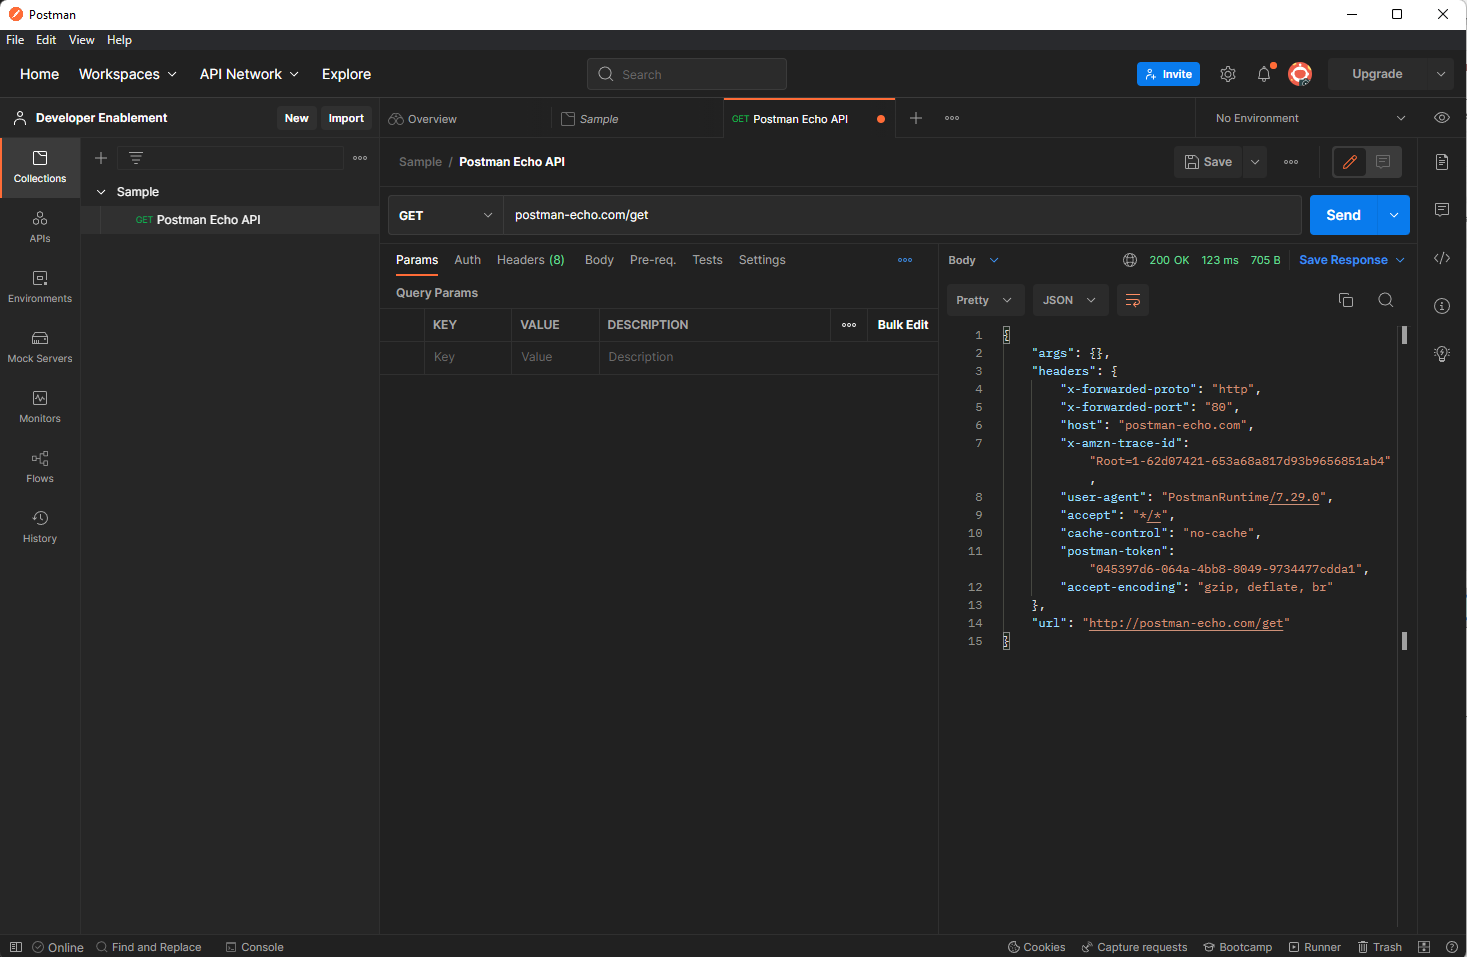 Postman
File Edit View Help
Home Workspaces API Network Explore Search Invite Upgrade
Developer Enablement New Import
Overview Sample GET Postman Echo API No Environment
Collections
APIs
Environments
Mock Servers
Monitors
Flows
History
Sample
GET Postman Echo API
Sample / Postman Echo API Save
GET postman-echo.com/get Send
Params Auth Headers (8) Body Pre-req. Tests Settings
Query Params
KEY VALUE DESCRIPTION Bulk Edit
Key Value Description
Body 200 OK 123 ms 705 B Save Response
Pretty JSON
1 {
2 "args": {},
3 "headers": {
4 "x-forwarded-proto": "http",
5 "x-forwarded-port": "80",
6 "host": "postman-echo.com",
7 "x-amzn-trace-id":
"Root=1-62d07421-653a68a817d93b9656851ab4"
,
8 "user-agent": "PostmanRuntime/7.29.0",
9 "accept": "*/*",
10 "cache-control": "no-cache",
11 "postman-token":
"045397d6-064a-4bb8-8049-9734477cdda1",
12 "accept-encoding": "gzip, deflate, br"
13 },
14 "url": "http://postman-echo.com/get"
15 }
Online Find and Replace Console Cookies Capture requests Bootcamp Runner Trash